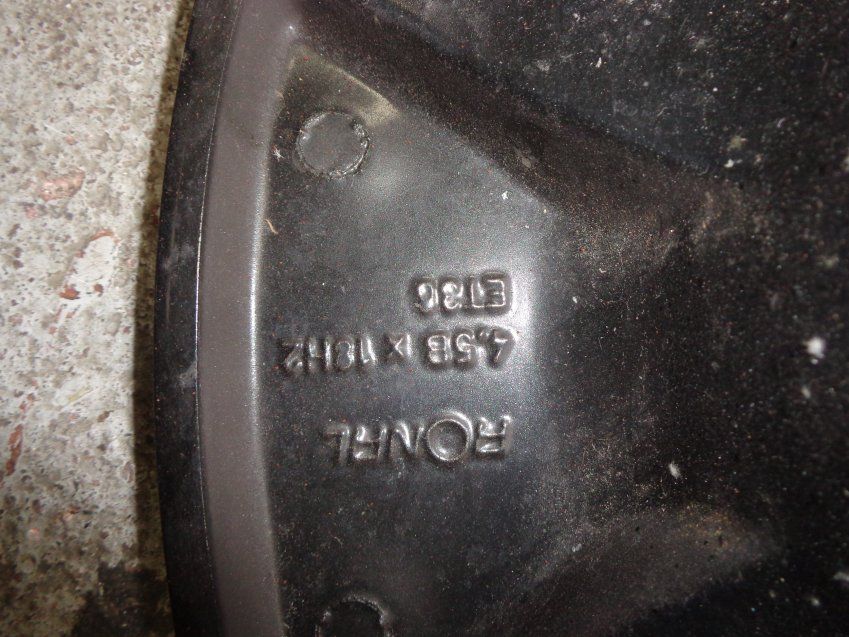 RONAL
4,5B x 13H2
ET36